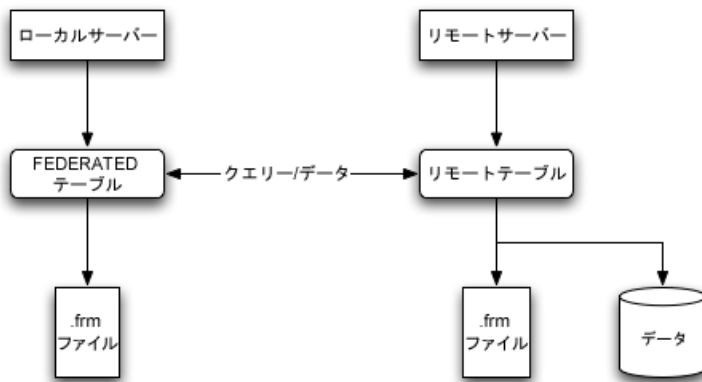 ローカルサーバー
リモートサーバー
FEDERATED
テーブル
クエリー/データ
リモートテーブル
.frm
ファイル
.frm
ファイル
データ